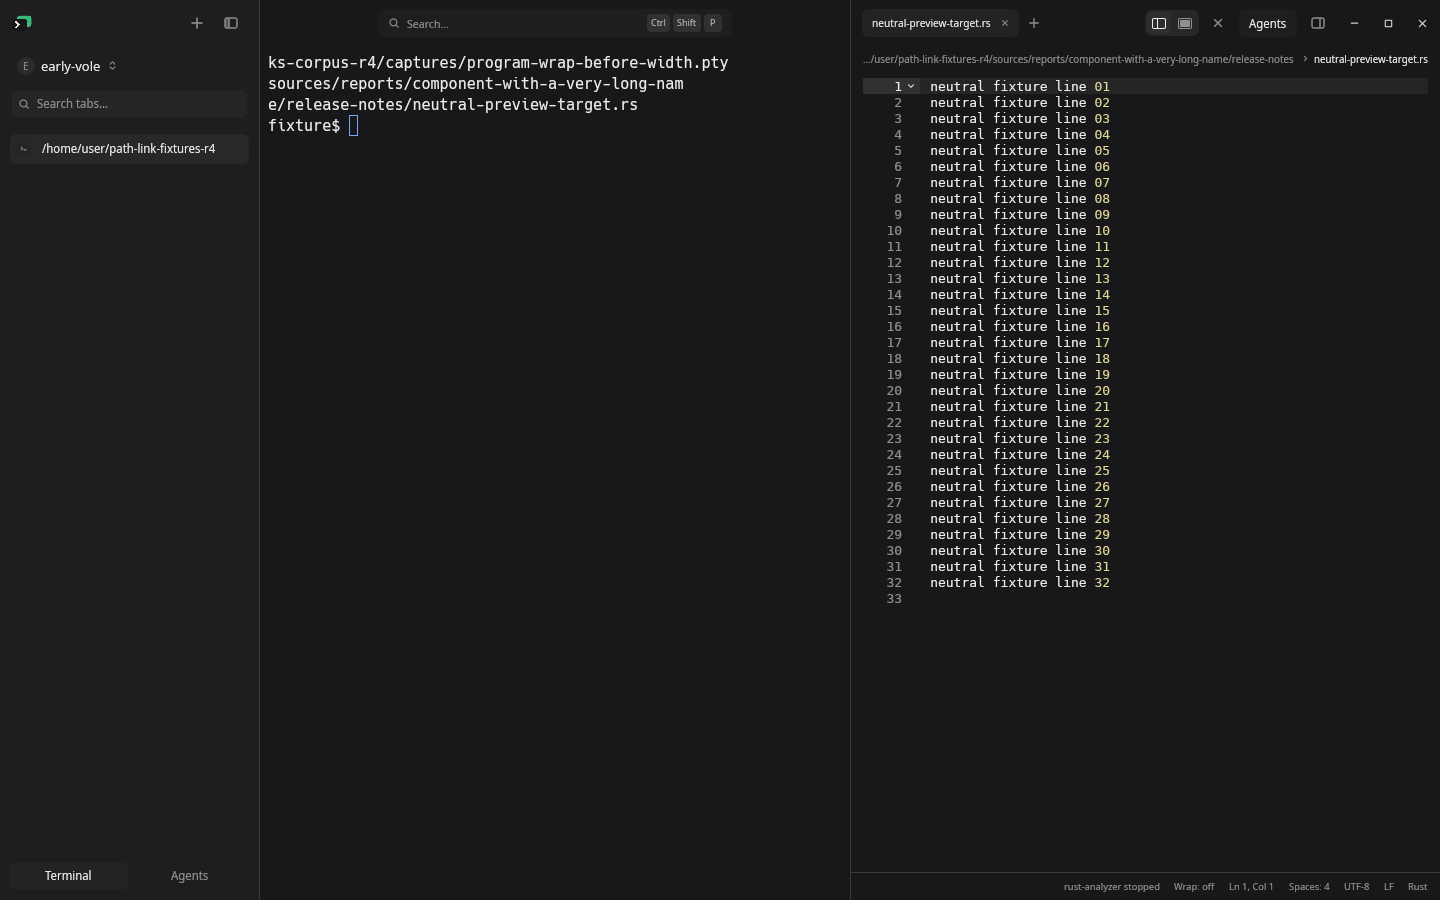 Search...
Ctrl
Shift
P
neutral-preview-target.rs
Agents
E
early-vole
Search tabs...
/home/user/path-link-fixtures-r4
ks-corpus-r4/captures/program-wrap-before-width.pty
sources/reports/component-with-a-very-long-nam
e/release-notes/neutral-preview-target.rs
fixture$
.../user/path-link-fixtures-r4/sources/reports/component-with-a-very-long-name/release-notes > neutral-preview-target.rs
1 neutral fixture line 01
2 neutral fixture line 02
3 neutral fixture line 03
4 neutral fixture line 04
5 neutral fixture line 05
6 neutral fixture line 06
7 neutral fixture line 07
8 neutral fixture line 08
9 neutral fixture line 09
10 neutral fixture line 10
11 neutral fixture line 11
12 neutral fixture line 12
13 neutral fixture line 13
14 neutral fixture line 14
15 neutral fixture line 15
16 neutral fixture line 16
17 neutral fixture line 17
18 neutral fixture line 18
19 neutral fixture line 19
20 neutral fixture line 20
21 neutral fixture line 21
22 neutral fixture line 22
23 neutral fixture line 23
24 neutral fixture line 24
25 neutral fixture line 25
26 neutral fixture line 26
27 neutral fixture line 27
28 neutral fixture line 28
29 neutral fixture line 29
30 neutral fixture line 30
31 neutral fixture line 31
32 neutral fixture line 32
33
Terminal
Agents
rust-analyzer stopped
Wrap: off
Ln 1, Col 1
Spaces: 4
UTF-8
LF
Rust